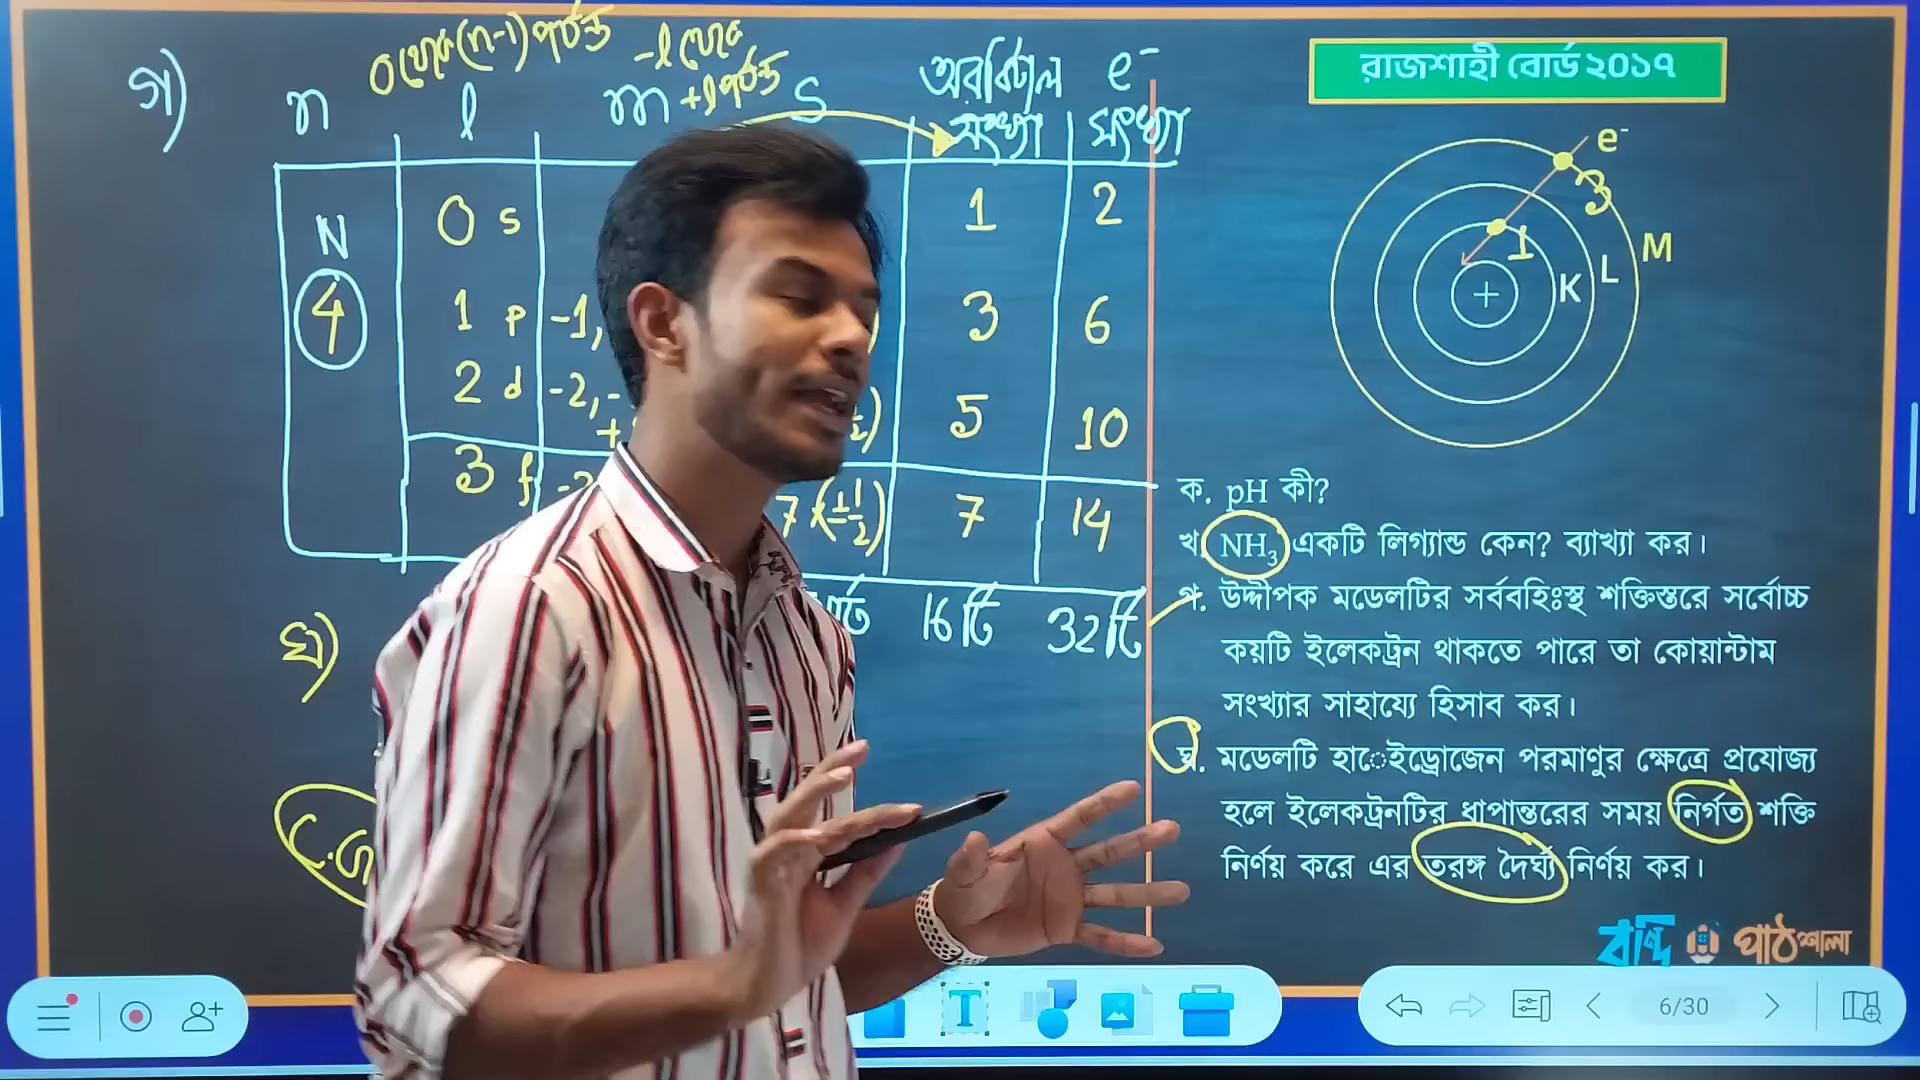 গ)
0 থেকে (n-1) পর্যন্ত
-l থেকে
+l পর্যন্ত
n l m s অরবিটাল সংখ্যা e⁻ সংখ্যা
N 0 s 1 2
4 1 p -1, 3 6
2 d -2, - 5 10
3 f 7 (±1/2) 7 14
16 টি 32 টি
ঘ)
রাজশাহী বোর্ড ২০১৭
e⁻
3
1
+
K
L
M
ক. pH কী?
খ. NH₃ একটি লিগ্যান্ড কেন? ব্যাখ্যা কর।
গ. উদ্দীপক মডেলটির সর্ববহিঃস্থ শক্তিস্তরে সর্বোচ্চ
কয়টি ইলেকট্রন থাকতে পারে তা কোয়ান্টাম
সংখ্যার সাহায্যে হিসাব কর।
ঘ. মডেলটি হােইড্রোজেন পরমাণুর ক্ষেত্রে প্রযোজ্য
হলে ইলেকট্রনটির ধাপান্তরের সময় নির্গত শক্তি
নির্ণয় করে এর তরঙ্গ দৈর্ঘ্য নির্ণয় কর।
বন্দি পাঠশালা
T
6/30